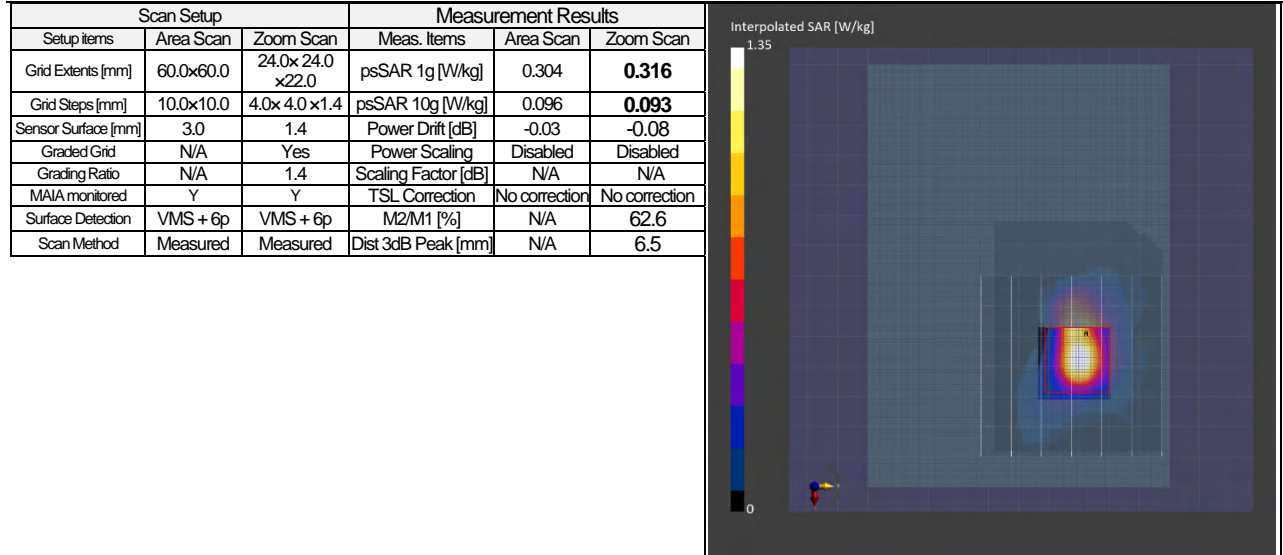 Scan Setup Measurement Results
Setup items Area Scan Zoom Scan Meas. Items Area Scan Zoom Scan
Grid Extents [mm] 60.0×60.0 24.0× 24.0 ×22.0 psSAR 1g [W/kg] 0.304 0.316
Grid Steps [mm] 10.0×10.0 4.0× 4.0 ×1.4 psSAR 10g [W/kg] 0.096 0.093
Sensor Surface [mm] 3.0 1.4 Power Drift [dB] -0.03 -0.08
Graded Grid N/A Yes Power Scaling Disabled Disabled
Grading Ratio N/A 1.4 Scaling Factor [dB] N/A N/A
MAIA monitored Y Y TSL Correction No correction No correction
Surface Detection VMS + 6p VMS + 6p M2/M1 [%] N/A 62.6
Scan Method Measured Measured Dist 3dB Peak [mm] N/A 6.5
Interpolated SAR [W/kg]
1.35
0